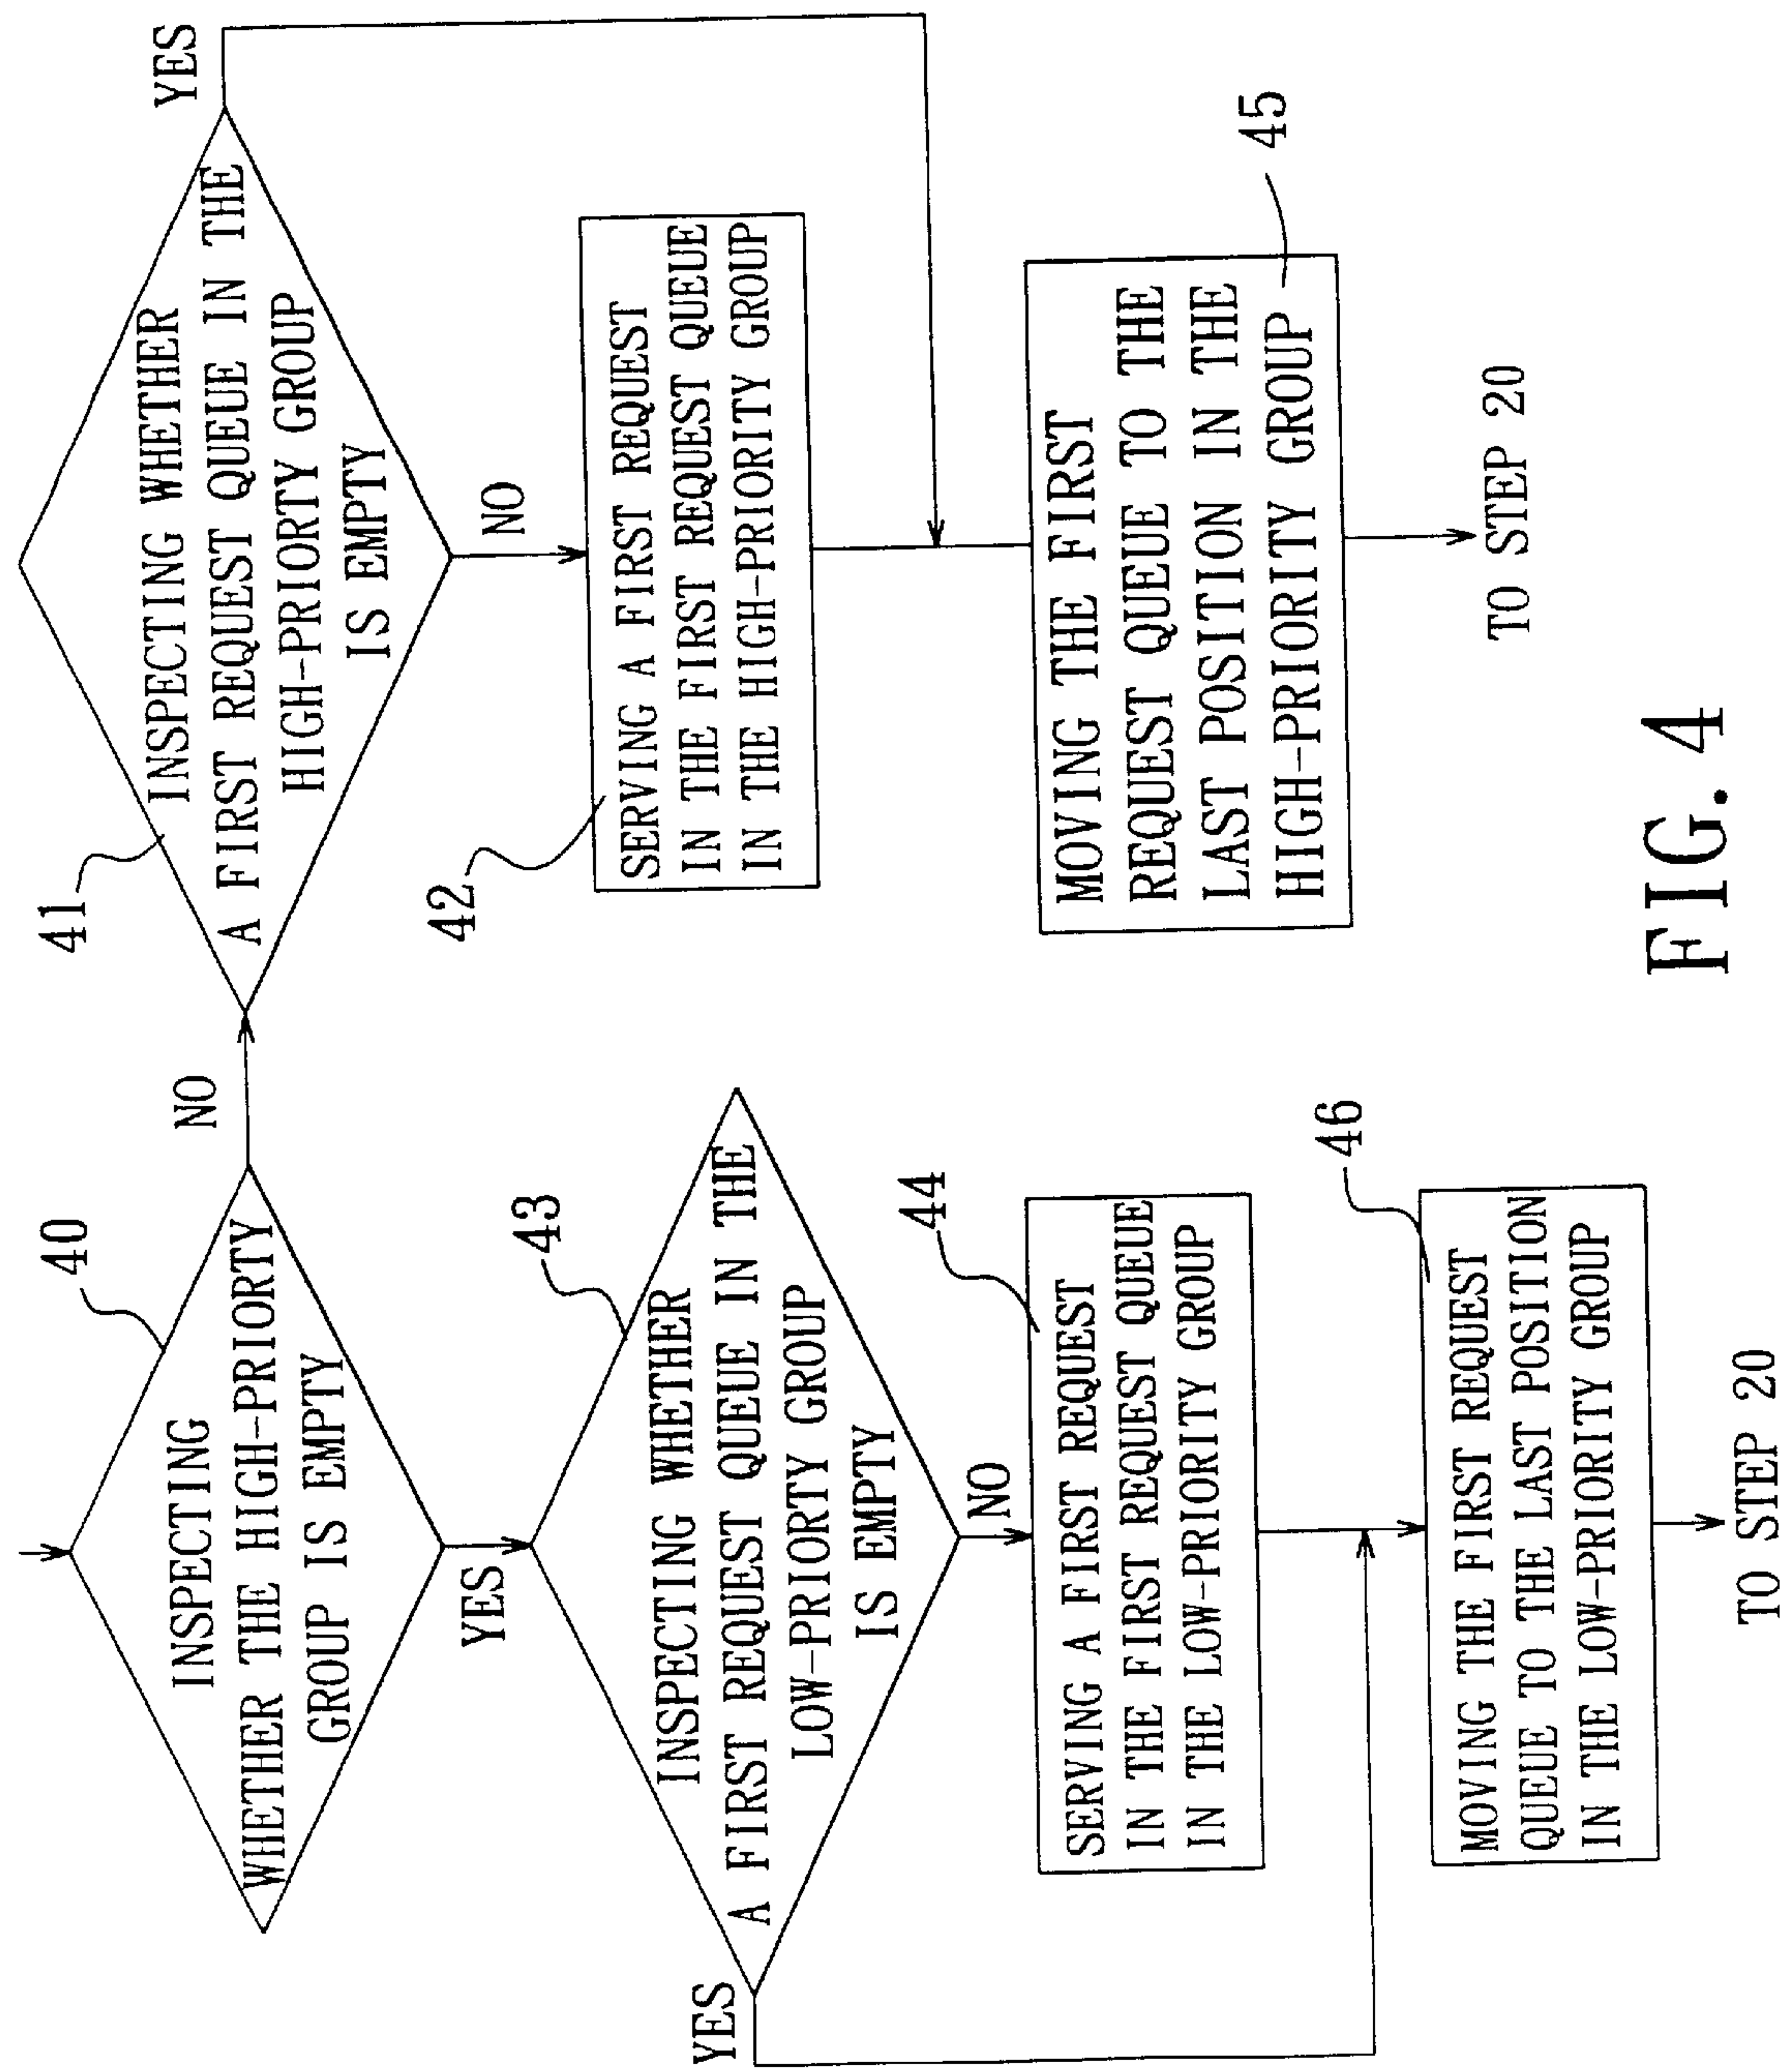 40
INSPECTING
WHETHER THE HIGH-PRIORTY
GROUP IS EMPTY
NO
YES
41
INSPECTING WHETHER
A FIRST REQUEST QUEUE IN THE
HIGH-PRIORTY GROUP
IS EMPTY
YES
NO
42
SERVING A FIRST REQUEST
IN THE FIRST REQUEST QUEUE
IN THE HIGH-PRIORITY GROUP
MOVING THE FIRST
REQUEST QUEUE TO THE
LAST POSITION IN THE
HIGH-PRIORITY GROUP
45
TO STEP 20
43
INSPECTING WHETHER
A FIRST REQUEST QUEUE IN THE
LOW-PRIORTY GROUP
IS EMPTY
YES
NO
44
SERVING A FIRST REQUEST
IN THE FIRST REQUEST QUEUE
IN THE LOW-PRIORITY GROUP
46
MOVING THE FIRST REQUEST
QUEUE TO THE LAST POSITION
IN THE LOW-PRIORITY GROUP
TO STEP 20
FIG. 4